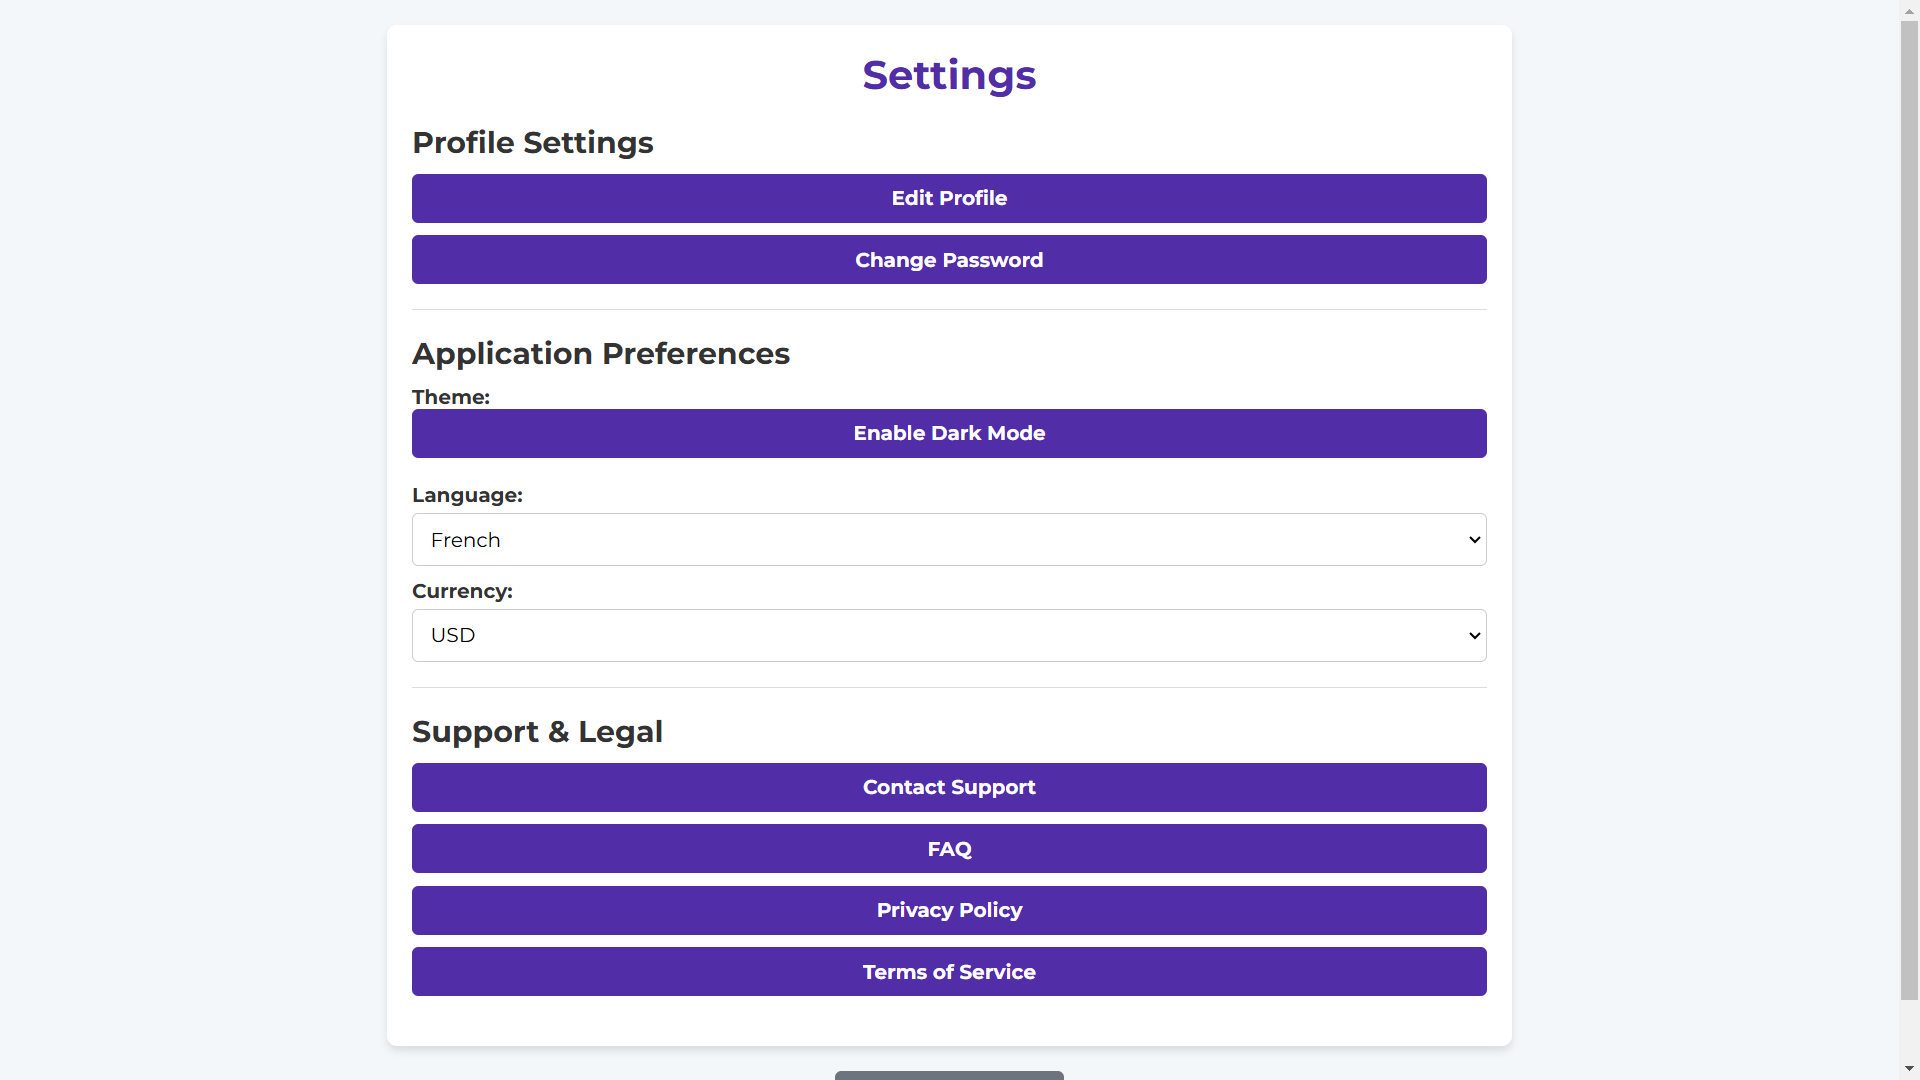 Settings
Profile Settings
Edit Profile
Change Password
Application Preferences
Theme:
Enable Dark Mode
Language:
French
Currency:
USD
Support & Legal
Contact Support
FAQ
Privacy Policy
Terms of Service